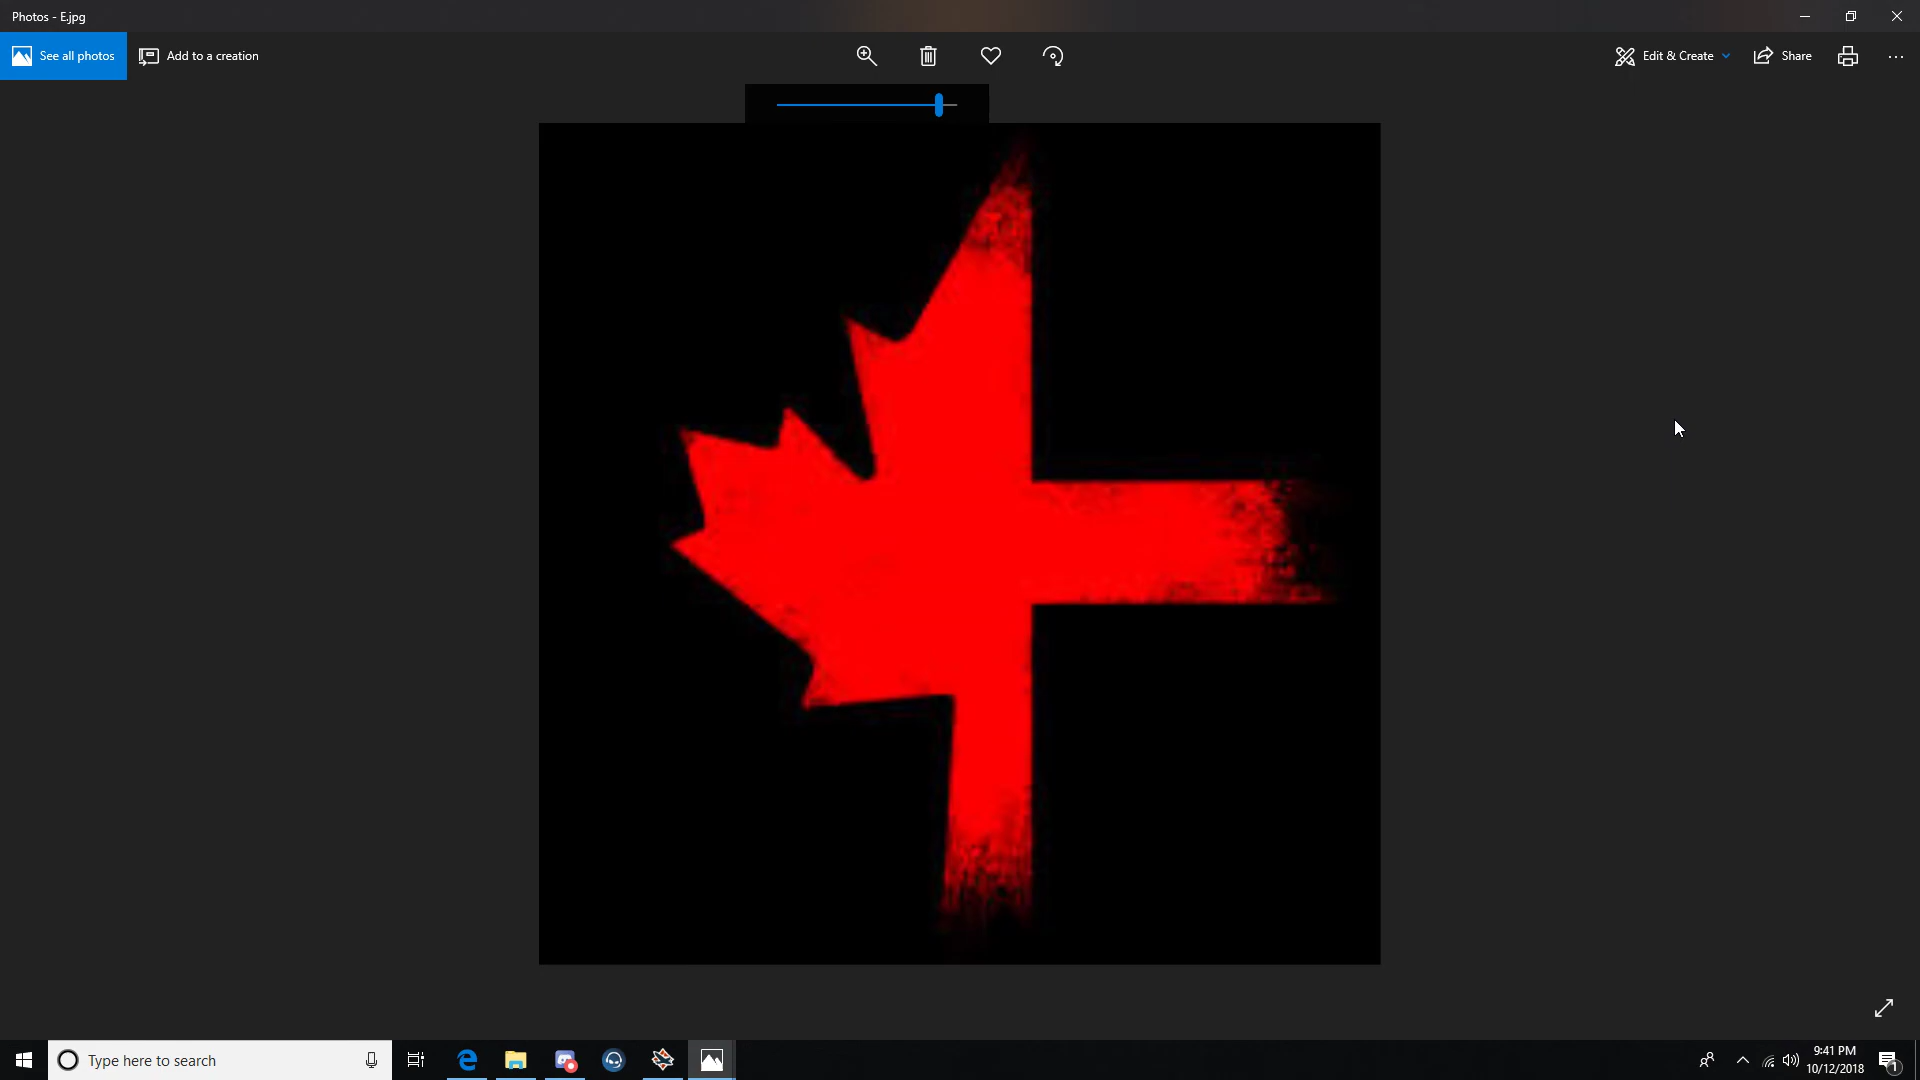 Photos - E.jpg
See all photos
Add to a creation
Edit & Create
Share
Type here to search
9:41 PM
10/12/2018
1